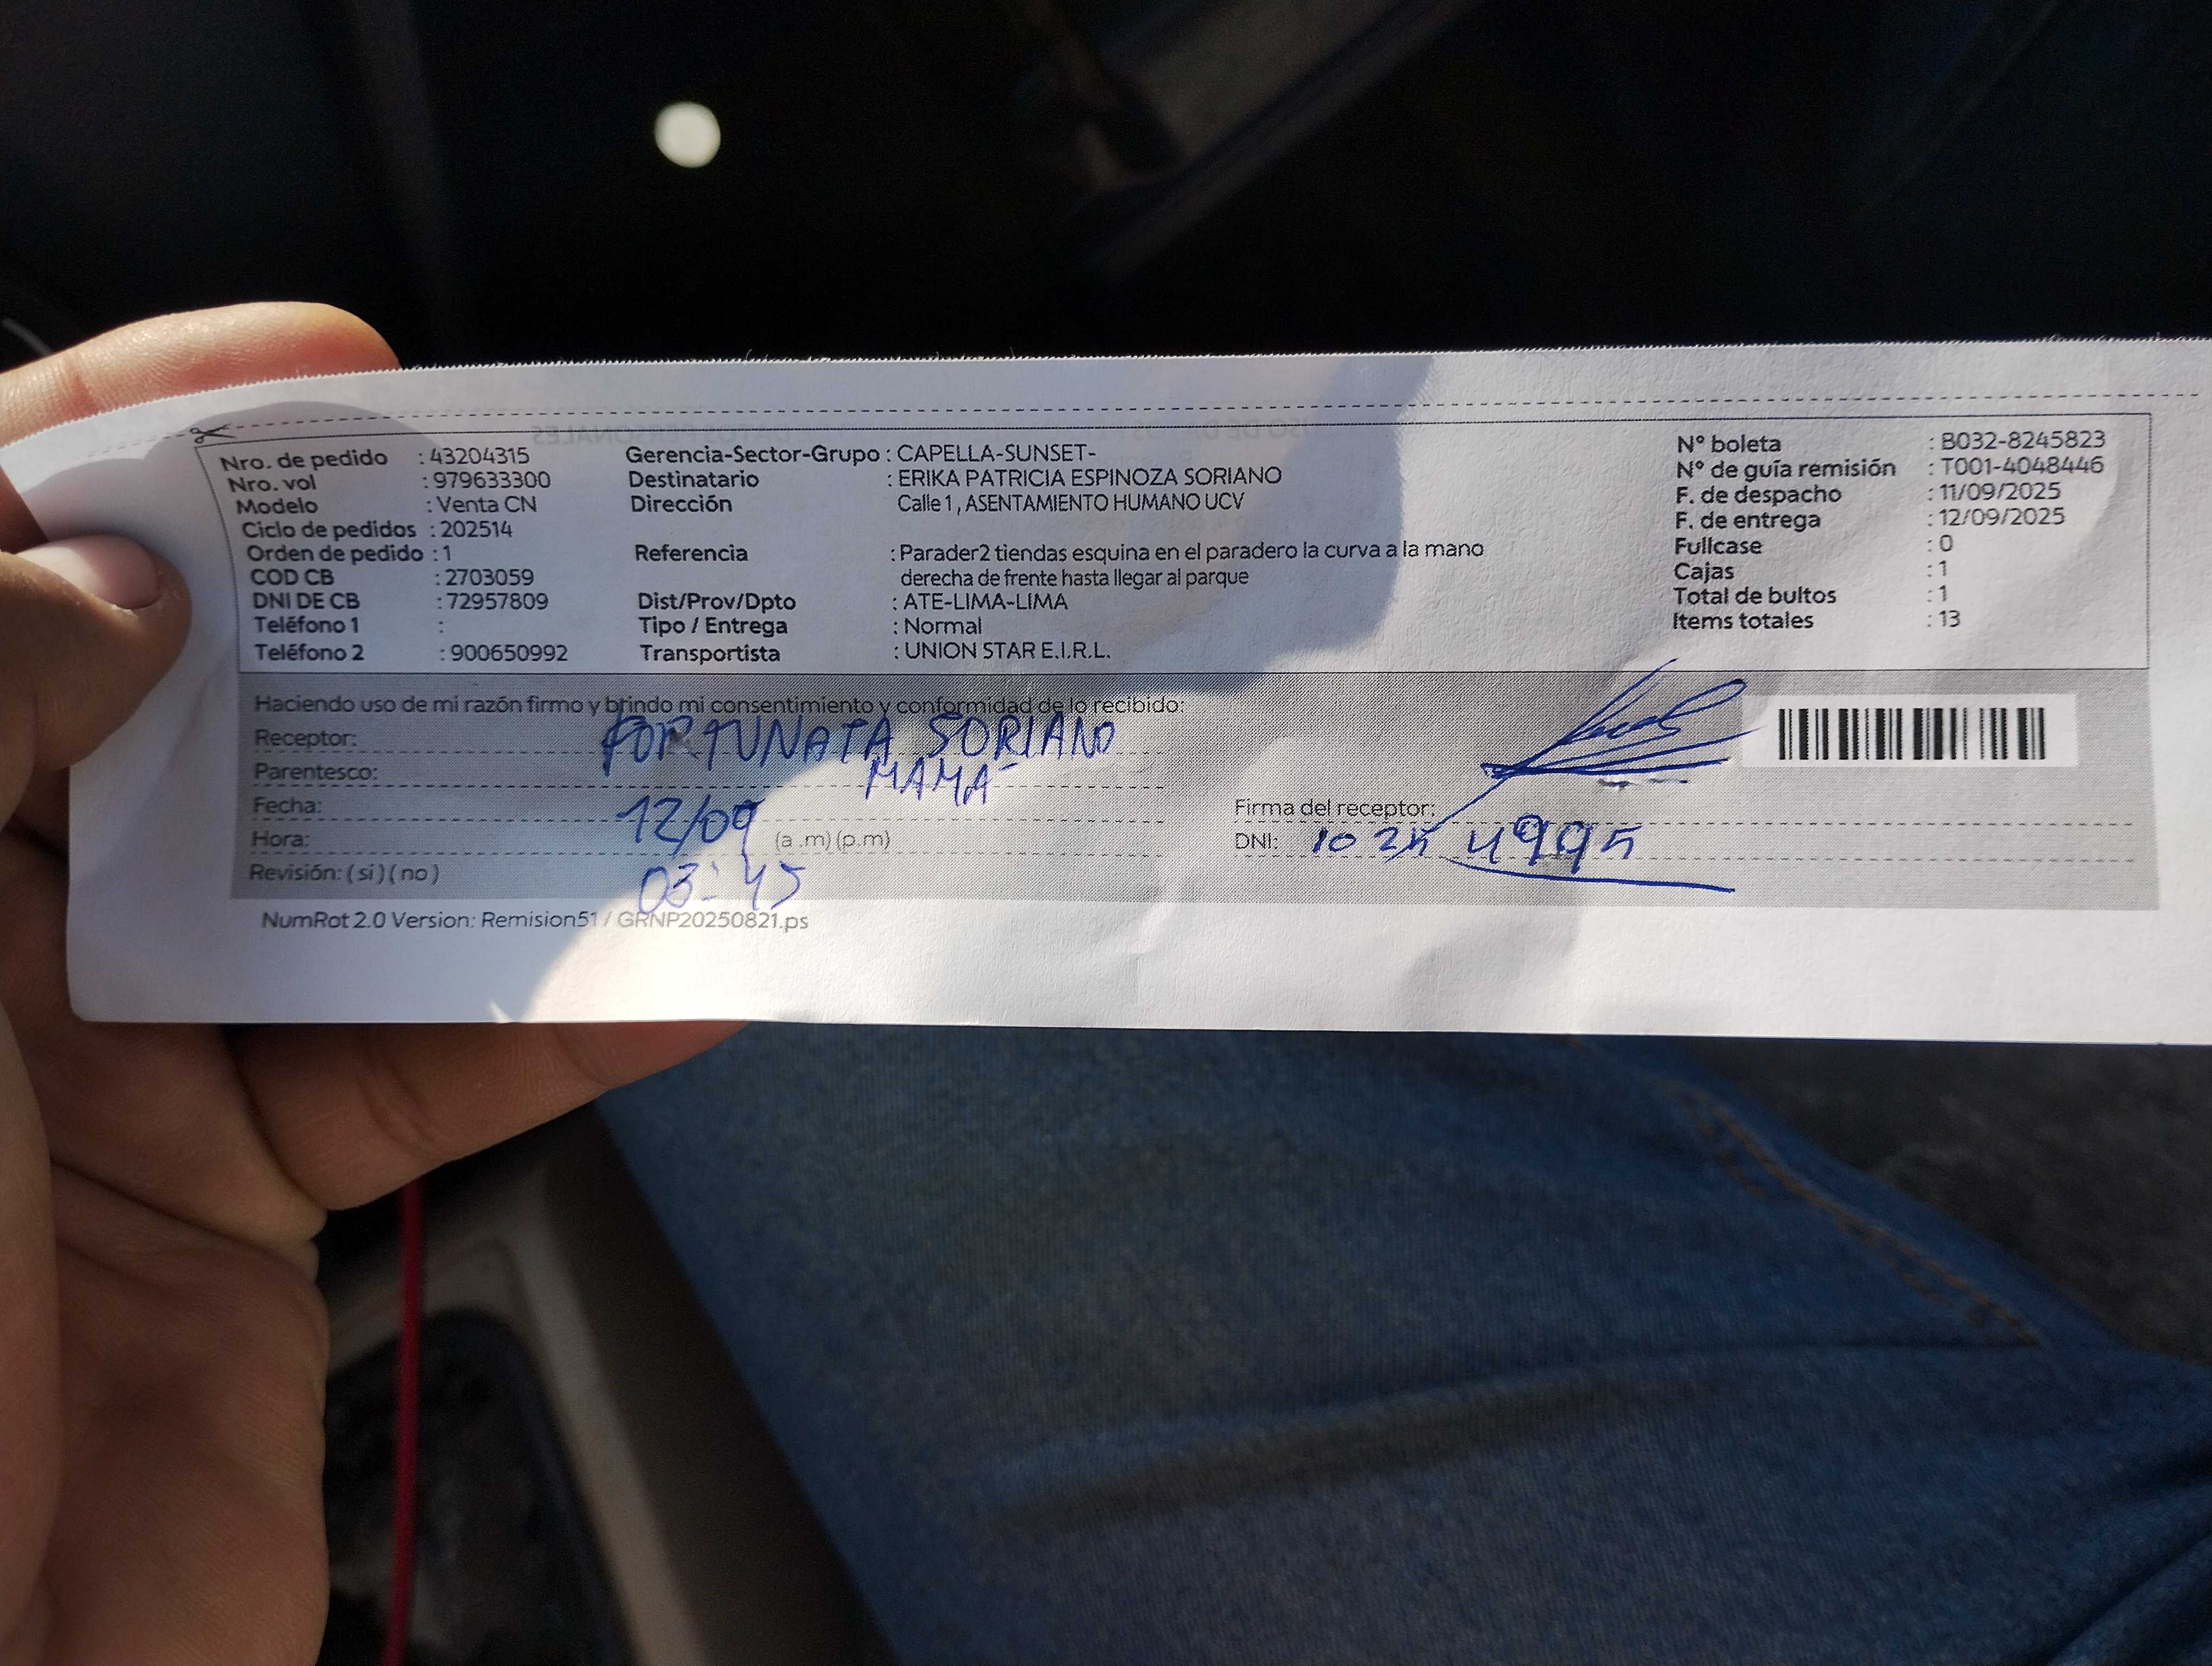 Nro. de pedido : 43204315
Nro. vol : 979633300
Modelo : Venta CN
Ciclo de pedidos : 202514
Orden de pedido : 1
COD CB : 2703059
DNI DE CB : 72957809
Teléfono 1 :
Teléfono 2 : 900650992
Gerencia-Sector-Grupo : CAPELLA-SUNSET-
Destinatario : ERIKA PATRICIA ESPINOZA SORIANO
Dirección Calle 1 , ASENTAMIENTO HUMANO UCV
Referencia : Parader2 tiendas esquina en el paradero la curva a la mano
derecha de frente hasta llegar al parque
Dist/Prov/Dpto : ATE-LIMA-LIMA
Tipo / Entrega : Normal
Transportista : UNION STAR E.I.R.L.
N° boleta : B032-8245823
N° de guía remisión : T001-4048446
F. de despacho : 11/09/2025
F. de entrega : 12/09/2025
Fullcase : 0
Cajas : 1
Total de bultos : 1
Items totales : 13
Haciendo uso de mi razón firmo y brindo mi consentimiento y conformidad de lo recibido:
Receptor: FORTUNATA SORIANO
Parentesco: MAMÁ
Fecha: 12/09
Hora: 03:45 (a .m) (p.m)
Revisión: ( si ) ( no )
Firma del receptor:
DNI: 4995
NumRot 2.0 Version: Remision51 / GRNP20250821.ps